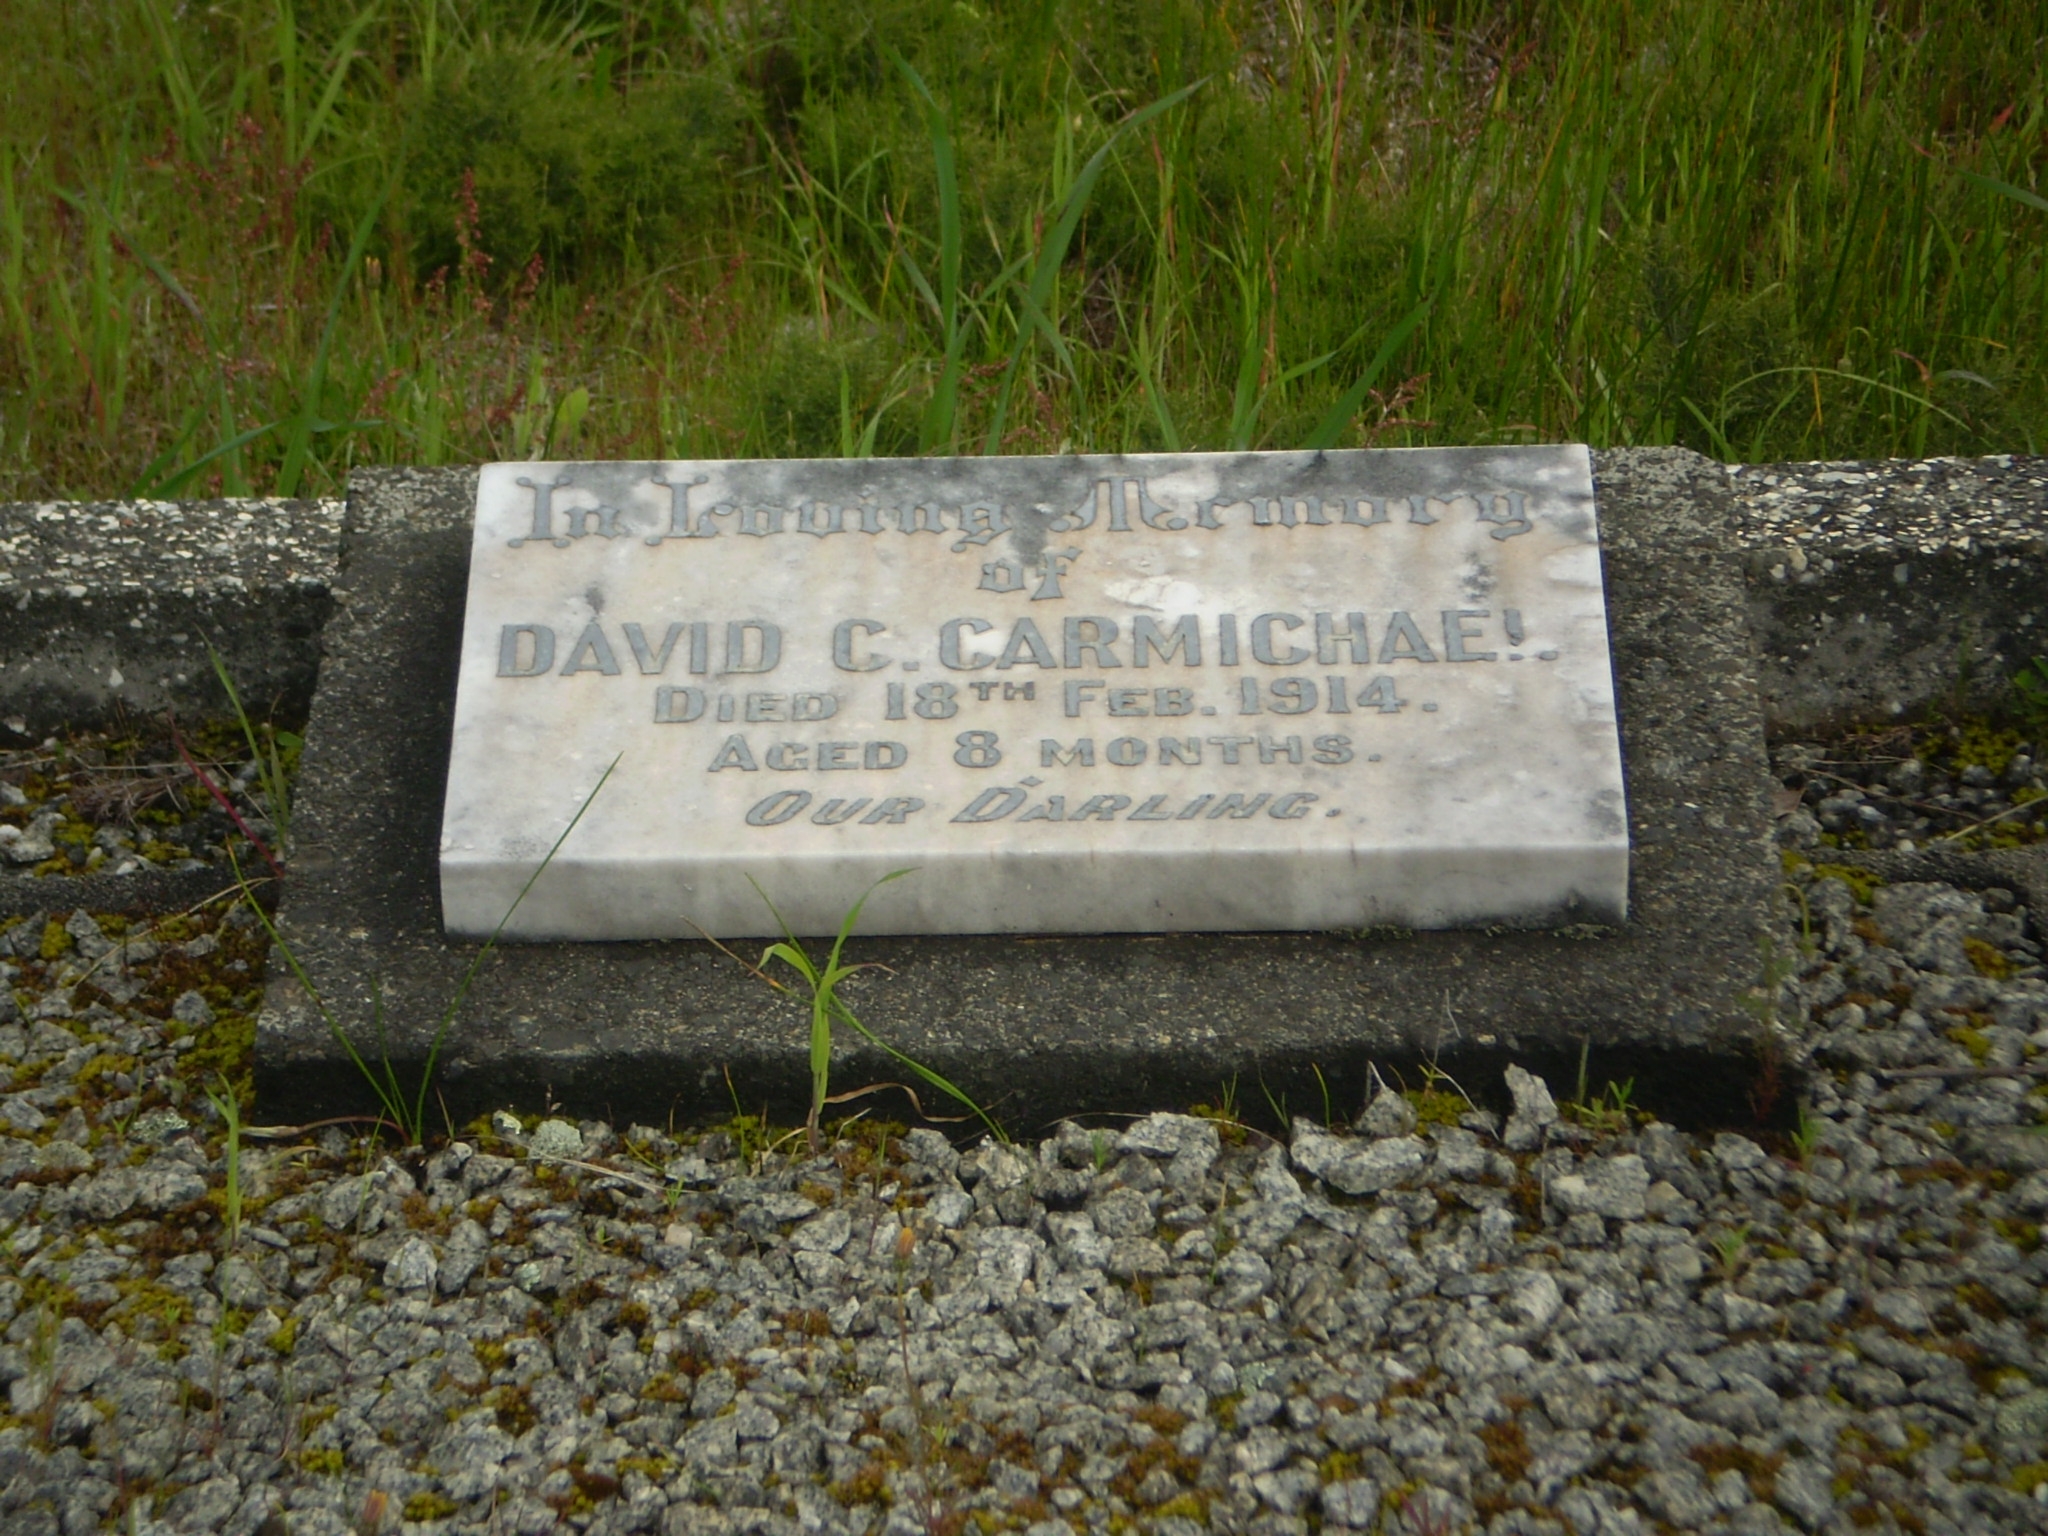 In Loving Memory
of
DAVID C. CARMICHAEL.
DIED 18TH FEB. 1914.
AGED 8 MONTHS.
OUR DARLING.